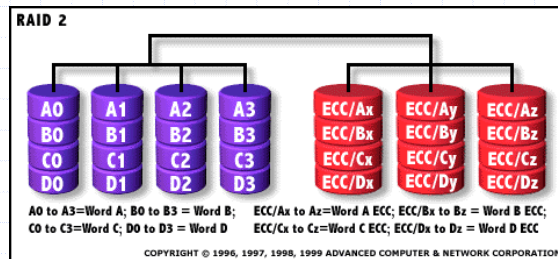 RAID 2
A0 A1 A2 A3 ECC/Ax ECC/Ay ECC/Az
B0 B1 B2 B3 ECC/Bx ECC/By ECC/Bz
C0 C1 C2 C3 ECC/Cx ECC/Cy ECC/Cz
D0 D1 D2 D3 ECC/Dx ECC/Dy ECC/Dz
A0 to A3=Word A; B0 to B3 = Word B;
C0 to C3=Word C; D0 to D3 = Word D
ECC/Ax to Az=Word A ECC; ECC/Bx to Bz = Word B ECC;
ECC/Cx to Cz=Word C ECC; ECC/Dx to Dz = Word D ECC
COPYRIGHT © 1996, 1997, 1998, 1999 ADVANCED COMPUTER & NETWORK CORPORATION